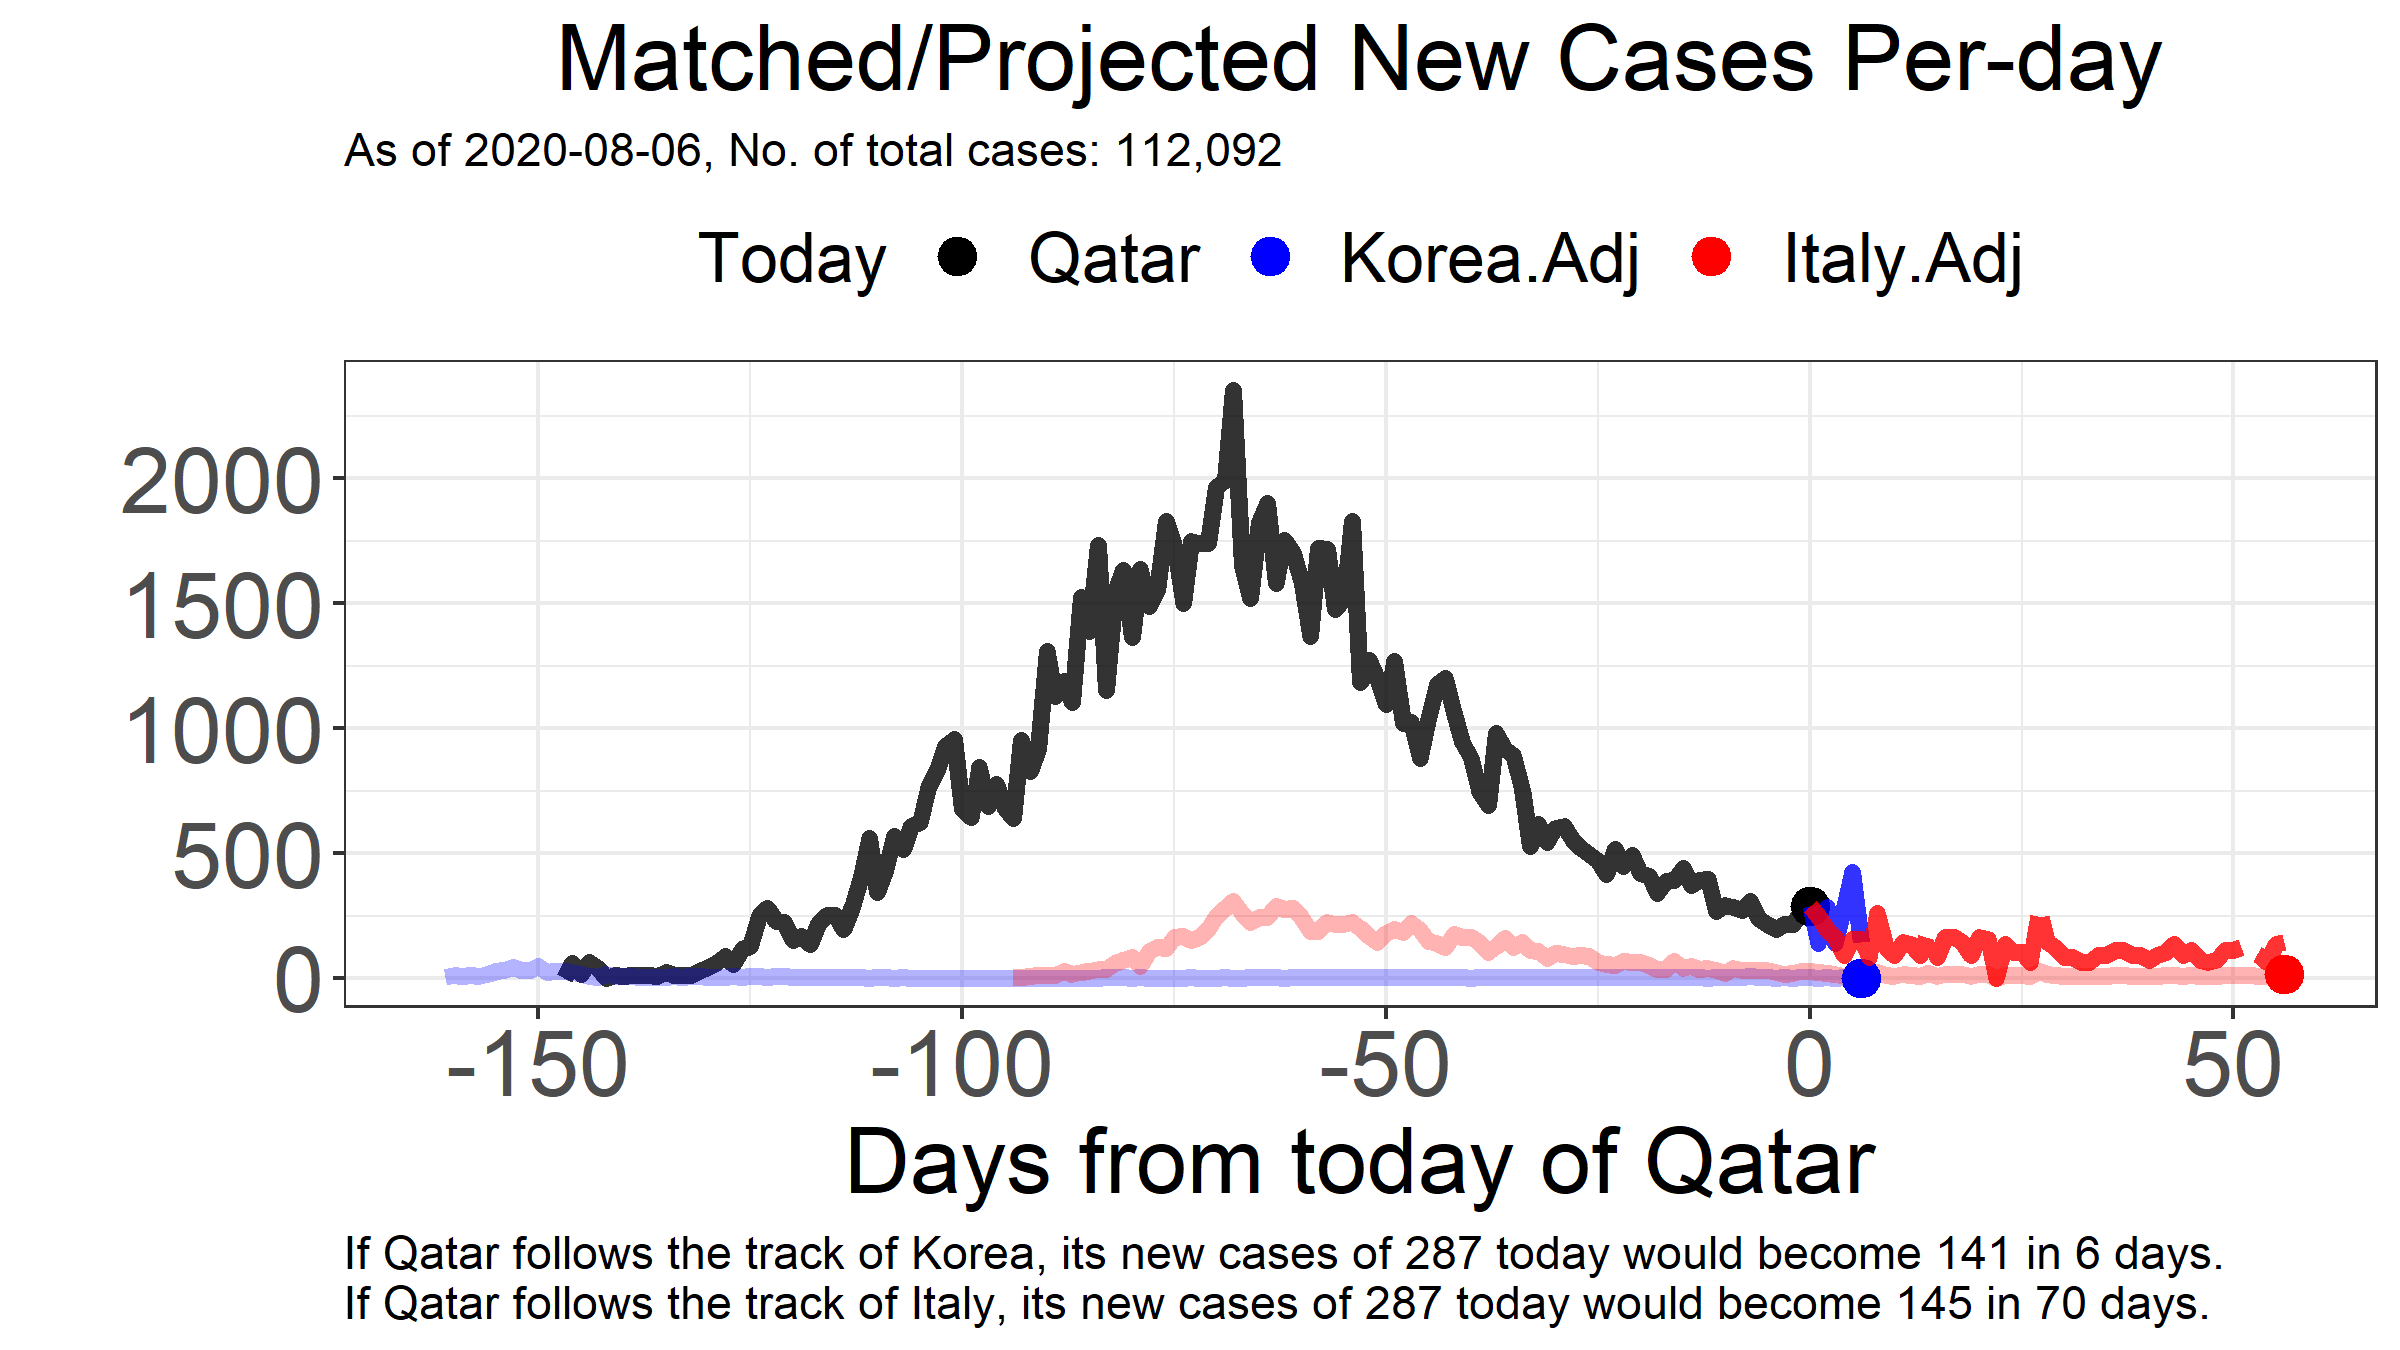 Matched/Projected New Cases Per-day
As of 2020-08-06, No. of total cases: 112,092
Today Qatar Korea.Adj Italy.Adj
2000
1500
1000
500
0
-150 -100 -50 0 50
Days from today of Qatar
If Qatar follows the track of Korea, its new cases of 287 today would become 141 in 6 days.
If Qatar follows the track of Italy, its new cases of 287 today would become 145 in 70 days.